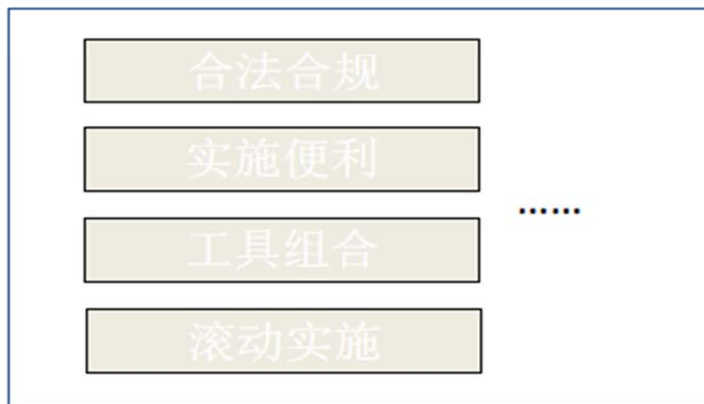 合法合规
实施便利
……
工具组合
滚动实施